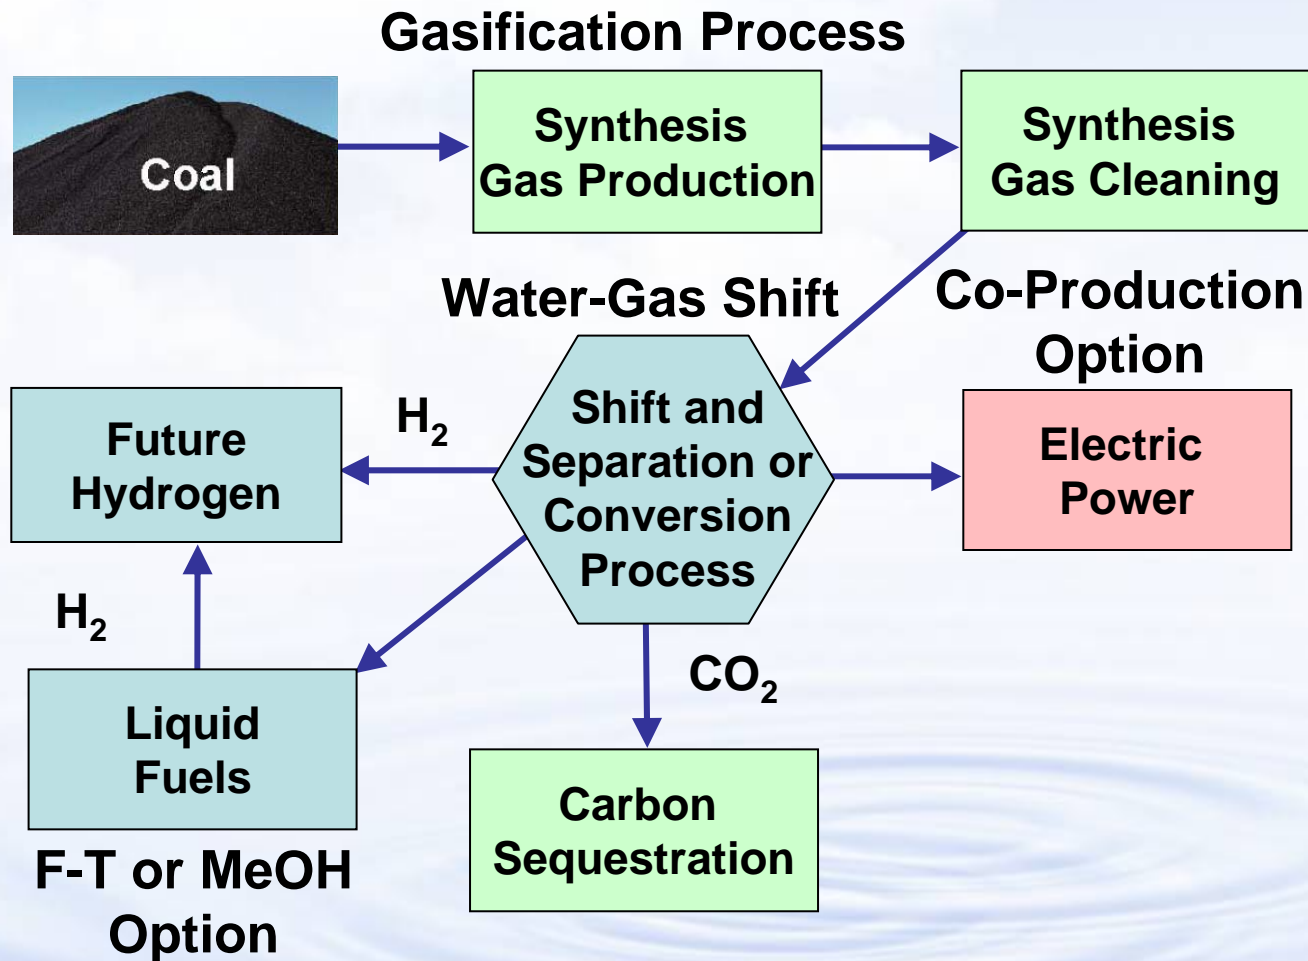 Gasification Process
Coal
Synthesis
Gas Production
Synthesis
Gas Cleaning
Water-Gas Shift
Co-Production
Option
Shift and
Separation or
Conversion
Process
H₂
Future
Hydrogen
Electric
Power
H₂
CO₂
Liquid
Fuels
Carbon
Sequestration
F-T or MeOH
Option